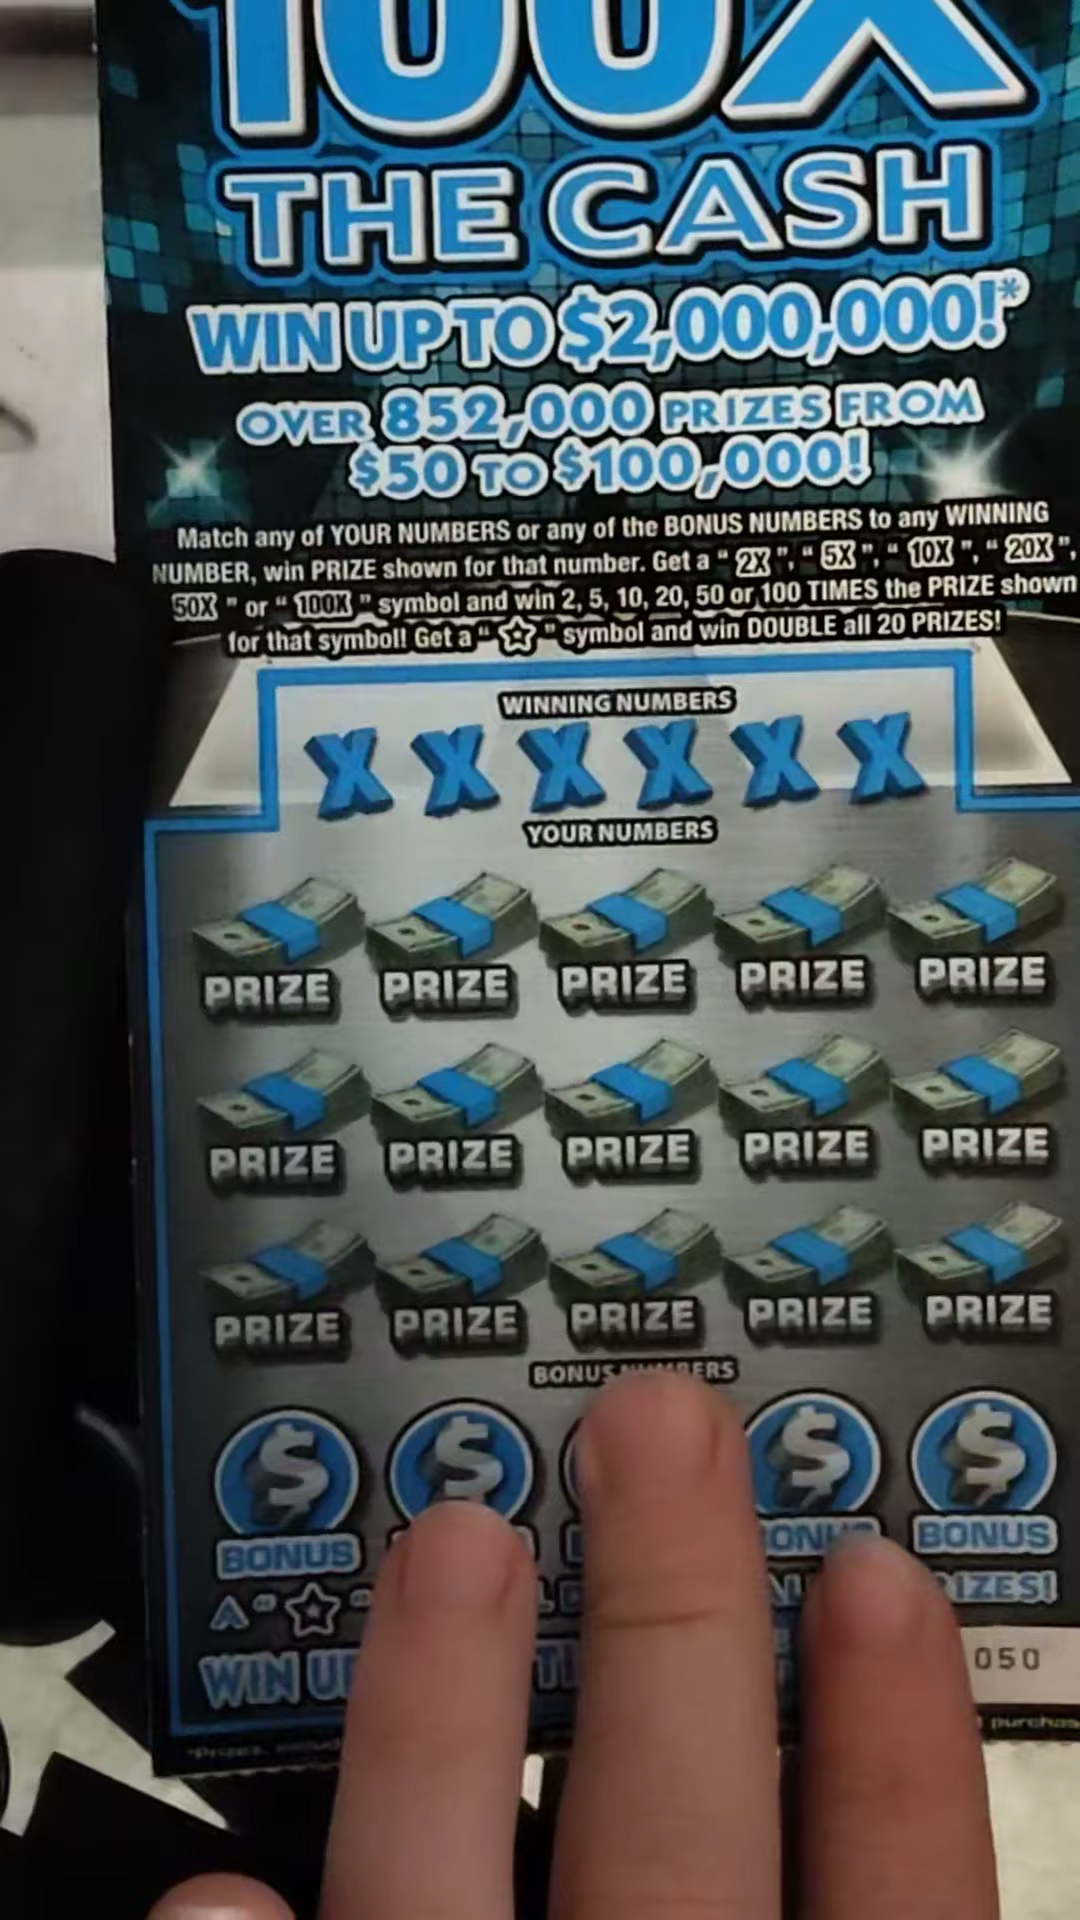 100X
THE CASH
WIN UP TO $2,000,000!*
OVER 852,000 PRIZES FROM
$50 TO $100,000!
Match any of YOUR NUMBERS or any of the BONUS NUMBERS to any WINNING
NUMBER, win PRIZE shown for that number. Get a "2X", "5X", "10X", "20X",
50X" or "100X" symbol and win 2, 5, 10, 20, 50 or 100 TIMES the PRIZE shown
for that symbol! Get a "☆" symbol and win DOUBLE all 20 PRIZES!
WINNING NUMBERS
X X X X X X
YOUR NUMBERS
PRIZE PRIZE PRIZE PRIZE PRIZE
PRIZE PRIZE PRIZE PRIZE PRIZE
PRIZE PRIZE PRIZE PRIZE PRIZE
BONUS NUMBERS
$ $ $ $
BONUS BONUS
A "☆"
WIN
050
*Prizes,